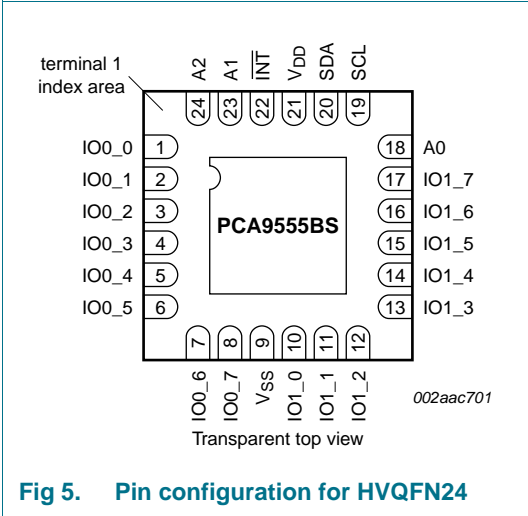 terminal 1
index area
A2
A1
INT
VDD
SDA
SCL
24
23
22
21
20
19
IO0_0 1
IO0_1 2
IO0_2 3
IO0_3 4
IO0_4 5
IO0_5 6
PCA9555BS
18 A0
17 IO1_7
16 IO1_6
15 IO1_5
14 IO1_4
13 IO1_3
7
8
9
10
11
12
IO0_6
IO0_7
VSS
IO1_0
IO1_1
IO1_2
002aac701
Transparent top view
Fig 5. Pin configuration for HVQFN24